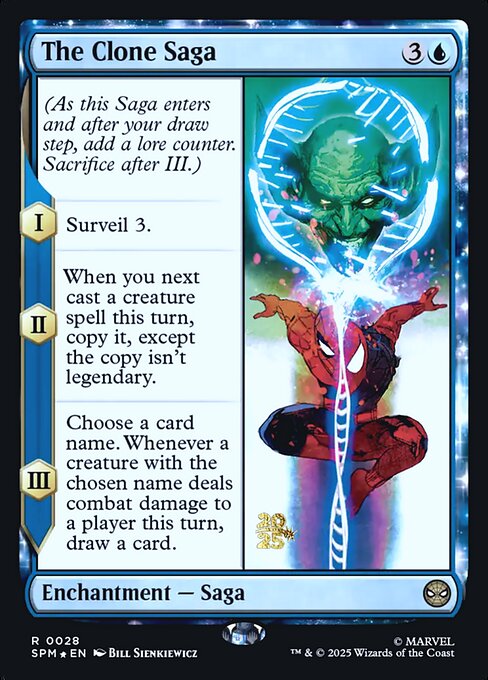 The Clone Saga 3
(As this Saga enters
and after your draw
step, add a lore counter.
Sacrifice after III.)
I
Surveil 3.
II
When you next
cast a creature
spell this turn,
copy it, except
the copy isn't
legendary.
III
Choose a card
name. Whenever a
creature with the
chosen name deals
combat damage to
a player this turn,
draw a card.
Enchantment — Saga
R 0028
SPM ★ EN Bill Sienkiewicz
© MARVEL
™ & © 2025 Wizards of the Coast